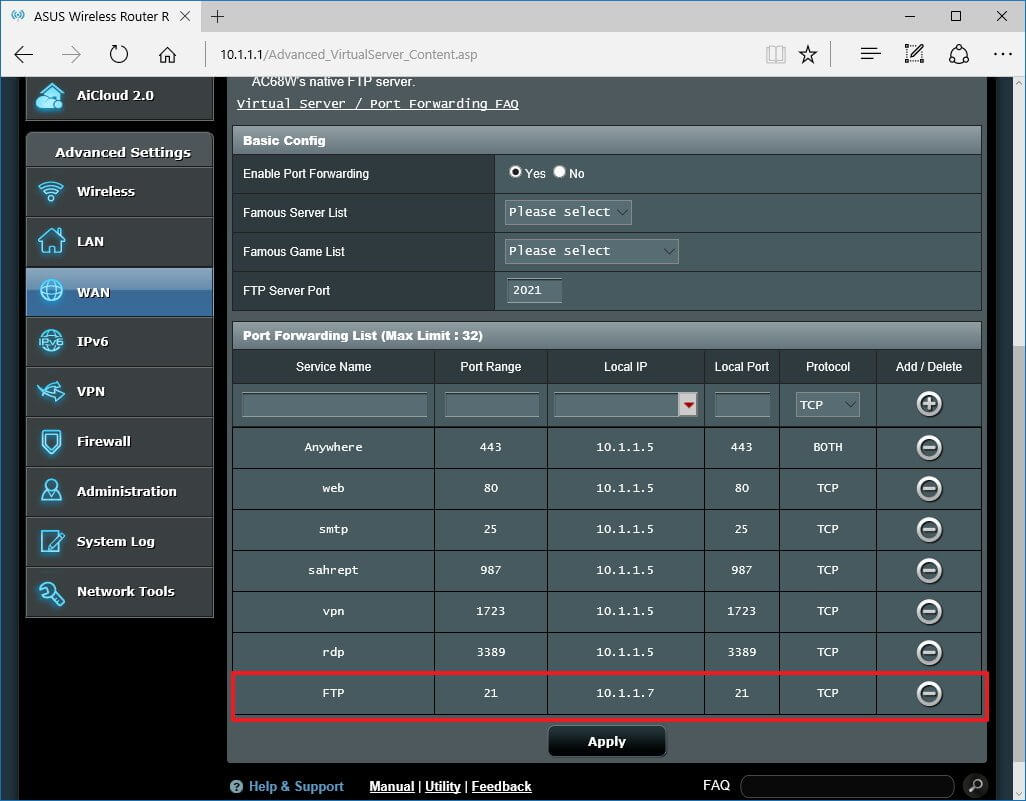 ASUS Wireless Router R
10.1.1.1/Advanced_VirtualServer_Content.asp
AC68W's native FTP server.
Virtual Server / Port Forwarding FAQ
AiCloud 2.0
Advanced Settings
Wireless
LAN
WAN
IPv6
IPv6
VPN
Firewall
Administration
System Log
Network Tools
Basic Config
Enable Port Forwarding Yes No
Famous Server List Please select
Famous Game List Please select
FTP Server Port 2021
Port Forwarding List (Max Limit : 32)
Service Name Port Range Local IP Local Port Protocol Add / Delete
TCP
Anywhere 443 10.1.1.5 443 BOTH
web 80 10.1.1.5 80 TCP
smtp 25 10.1.1.5 25 TCP
sahrept 987 10.1.1.5 987 TCP
vpn 1723 10.1.1.5 1723 TCP
rdp 3389 10.1.1.5 3389 TCP
FTP 21 10.1.1.7 21 TCP
Apply
? Help & Support Manual | Utility | Feedback FAQ